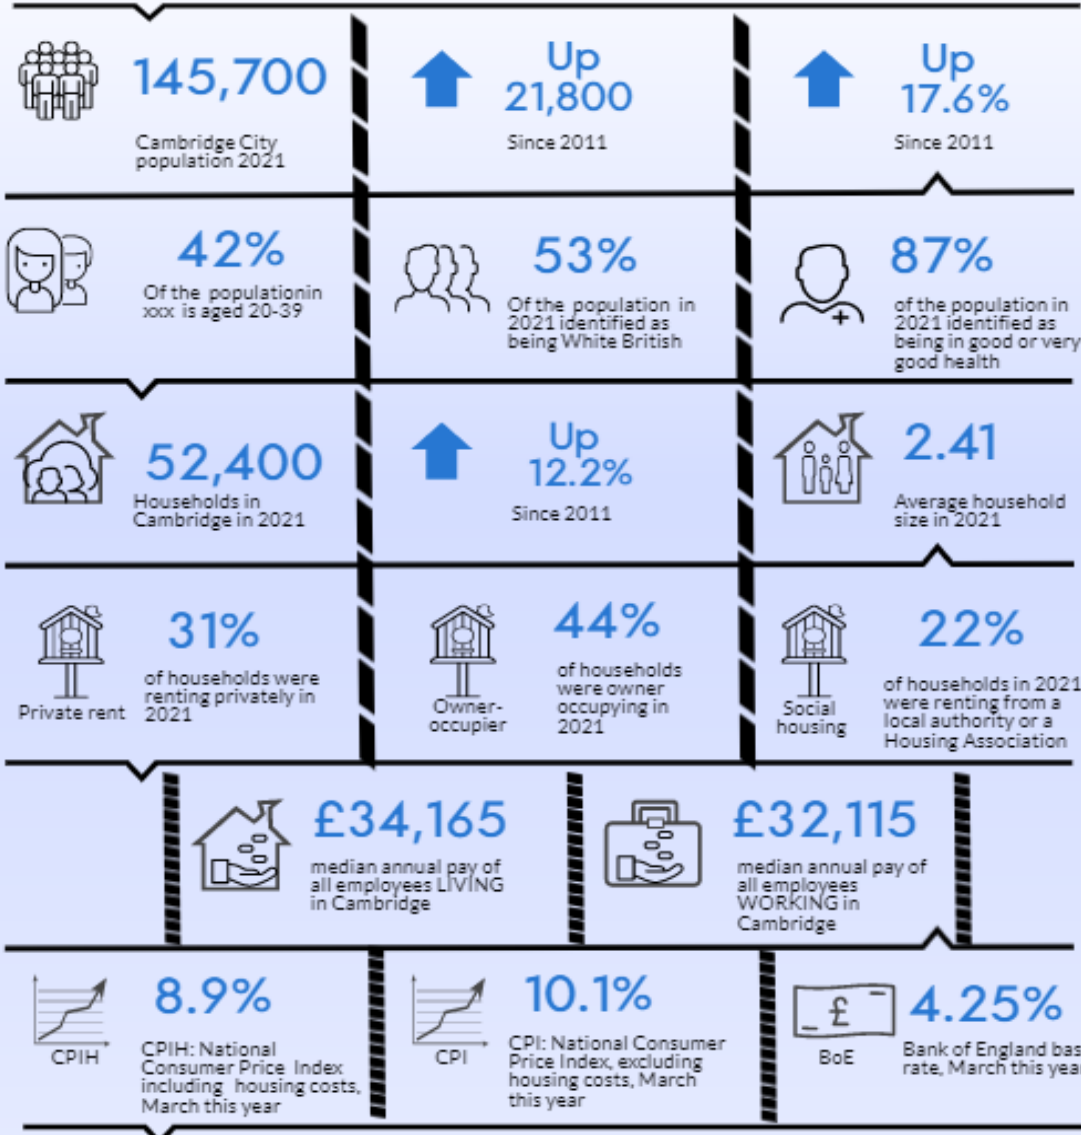 145,700
Cambridge City
population 2021
Up
21,800
Since 2011
Up
17.6%
Since 2011
42%
Of the populationin
xxx is aged 20-39
53%
Of the population in
2021 identified as
being White British
87%
of the population in
2021 identified as
being in good or very
good health
52,400
Households in
Cambridge in 2021
Up
12.2%
Since 2011
2.41
Average household
size in 2021
Private rent
31%
of households were
renting privately in
2021
Owner-
occupier
44%
of households
were owner
occupying in
2021
Social
housing
22%
of households in 2021
were renting from a
local authority or a
Housing Association
£34,165
median annual pay of
all employees LIVING
in Cambridge
£32,115
median annual pay of
all employees
WORKING in
Cambridge
CPIH
8.9%
CPIH: National
Consumer Price Index
including housing costs,
March this year
CPI
10.1%
CPI: National Consumer
Price Index, excluding
housing costs, March
this year
£
BoE
4.25%
Bank of England bas
rate, March this year